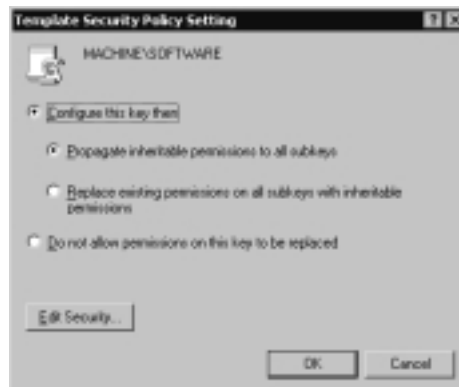 Template Security Policy Setting
MACHINE\SOFTWARE
Configure this key then
Propagate inheritable permissions to all subkeys
Replace existing permissions on all subkeys with inheritable
permissions
Do not allow permissions on this key to be replaced
Edit Security...
OK
Cancel